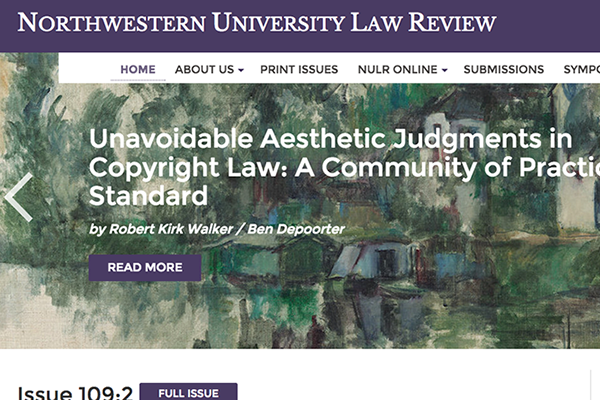 NORTHWESTERN UNIVERSITY LAW REVIEW
HOME ABOUT US PRINT ISSUES NULR ONLINE SUBMISSIONS SYMPO
Unavoidable Aesthetic Judgments in
Copyright Law: A Community of Practic
Standard
by Robert Kirk Walker / Ben Depoorter
READ MORE
Issue 109:2 FULL ISSUE